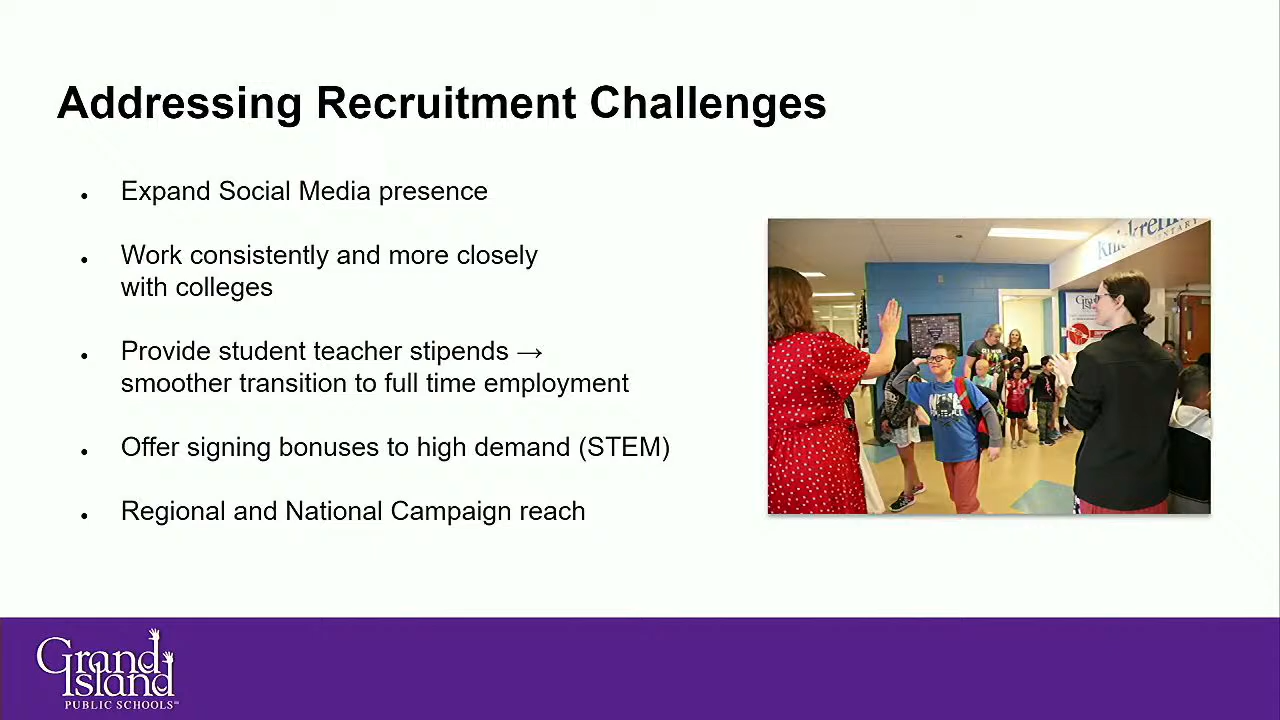 Addressing Recruitment Challenges
Expand Social Media presence
Work consistently and more closely
with colleges
Provide student teacher stipends →
smoother transition to full time employment
Offer signing bonuses to high demand (STEM)
Regional and National Campaign reach
Grand
Island
PUBLIC SCHOOLS